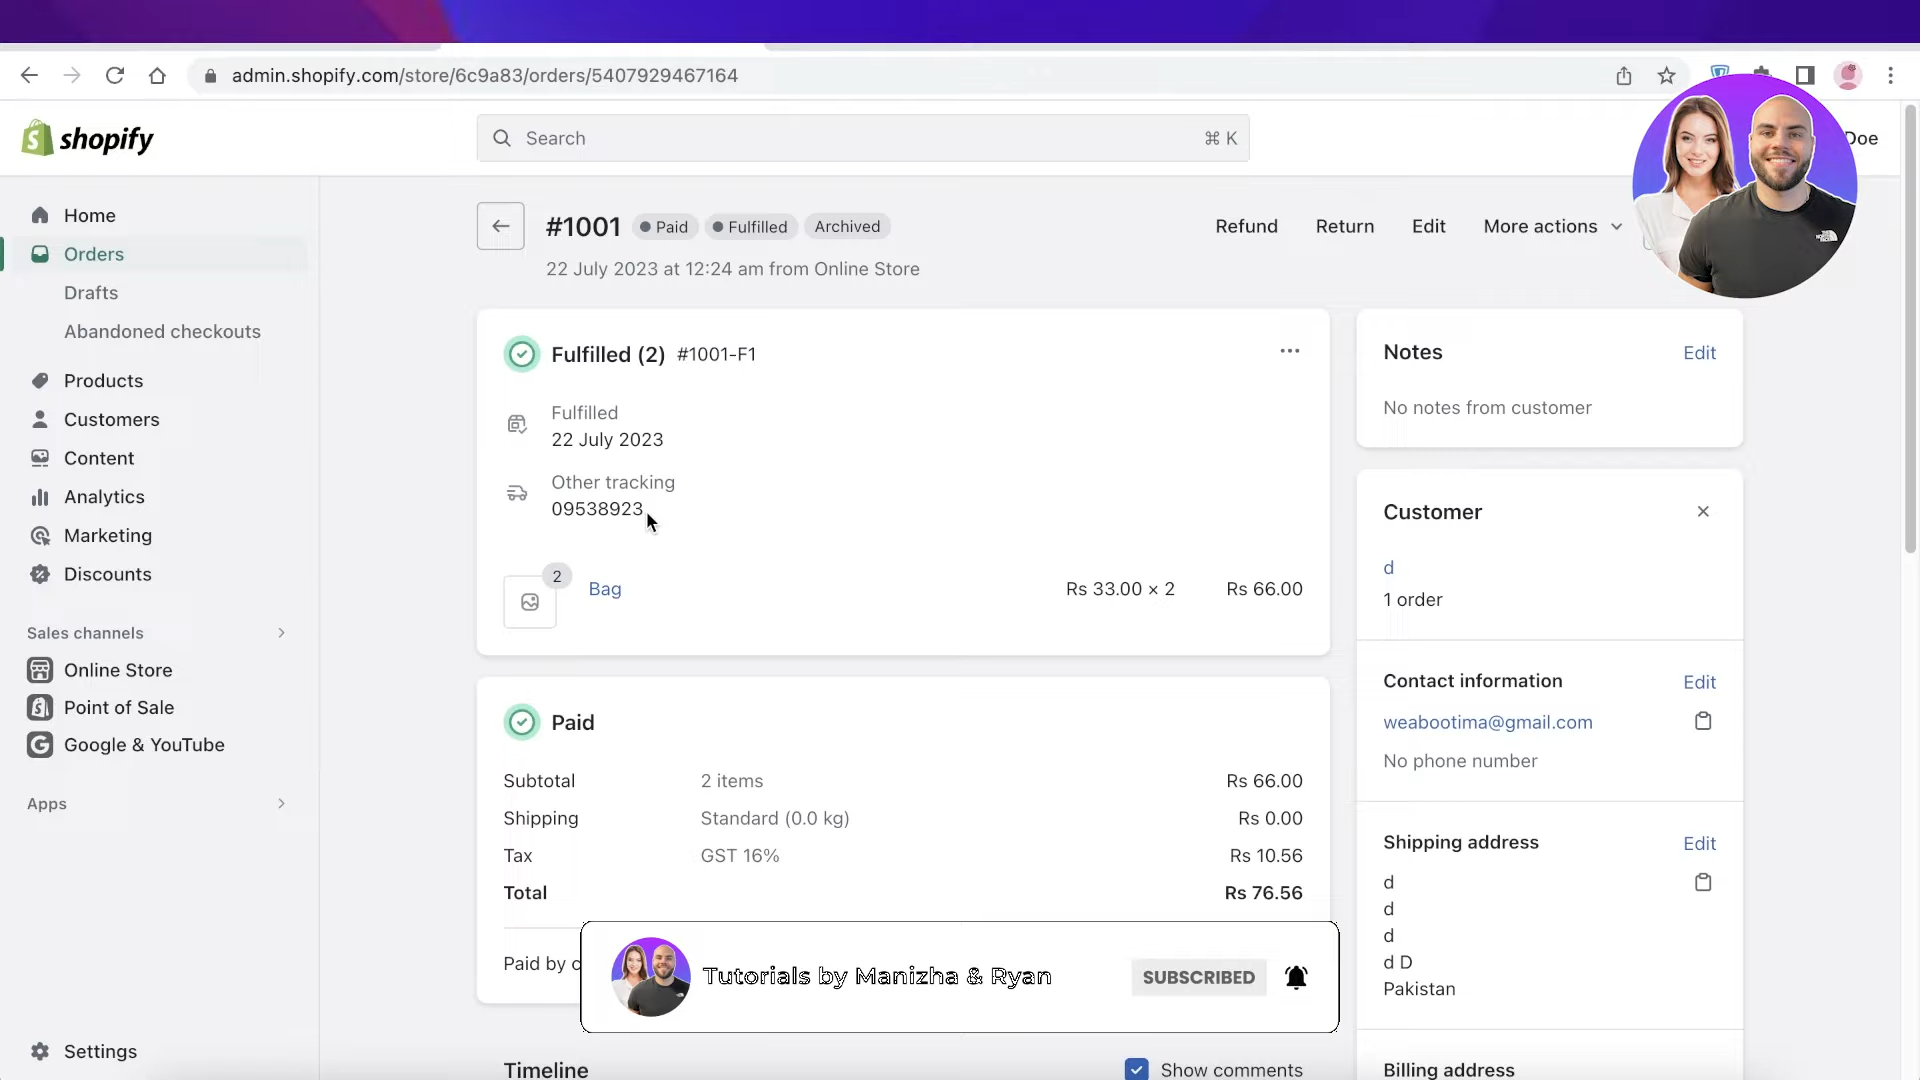 admin.shopify.com/store/6c9a83/orders/5407929467164
shopify
Search
⌘ K
Doe
Home
Orders
Drafts
Abandoned checkouts
Products
Customers
Content
Analytics
Marketing
Discounts
Sales channels
Online Store
Point of Sale
Google & YouTube
Apps
Settings
#1001 Paid Fulfilled Archived
22 July 2023 at 12:24 am from Online Store
Refund Return Edit More actions
Fulfilled (2) #1001-F1
Fulfilled
22 July 2023
Other tracking
09538923
2
Bag Rs 33.00 × 2 Rs 66.00
Paid
Subtotal 2 items Rs 66.00
Shipping Standard (0.0 kg) Rs 0.00
Tax GST 16% Rs 10.56
Total Rs 76.56
Paid by c
Tutorials by Manizha & Ryan
SUBSCRIBED
Timeline
Show comments
Notes Edit
No notes from customer
Customer
d
1 order
Contact information Edit
weabootima@gmail.com
No phone number
Shipping address Edit
d
d
d
d D
Pakistan
Billing address